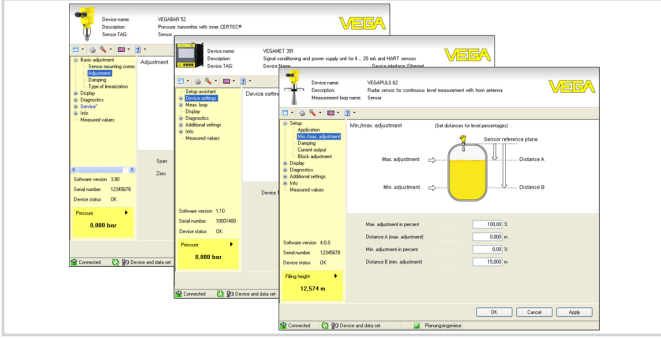 Device name: VEGABAR 52
Description: Pressure transmitter with inner CERTEC®
Sensor-TAG: Sensor
VEGA
Basic adjustment
Sensor mounting correc
Adjustment
Damping
Type of linearization
Display
Diagnostics
Service*
Info
Measured values
Adjustment
Span
Zero
Software version 3.80
Serial number 12345678
Device status OK
Pressure
0,000 bar
Connected
Device and data set
Device name: VEGAMET 391
Description: Signal conditioning and power supply unit for 4 ... 20 mA and HART sensors
Device TAG: Device Name
Device interface: Ethernet
VEGA
Setup assistant
Device settings
Meas. loop
Display
Diagnostics
Additional settings
Info
Measured values
Device settin
Device T
Software version 1.10
Serial number 10001400
Device status OK
Pressure
0,000 bar
Connected
Device and data set
Device name: VEGAPULS 62
Description: Radar sensor for continuous level measurement with horn antenna
Measurement loop name: Sensor
VEGA
Setup
Application
Min./max. adjustment
Damping
Current output
Block adjustment
Display
Diagnostics
Additional settings
Info
Measured values
Min./max. adjustment (Set distances for level percentages)
Sensor reference plane
Max. adjustment
Distance A
Min. adjustment
Distance B
Max. adjustment in percent 100,00 %
Distance A (max. adjustment) 0,000 m
Min. adjustment in percent 0,00 %
Distance B (min. adjustment) 15,000 m
Software version 4.0.0
Serial number 12345678
Device status OK
Filling height
12,574 m
OK Cancel Apply
Connected
Device and data set
Planungsingenieur